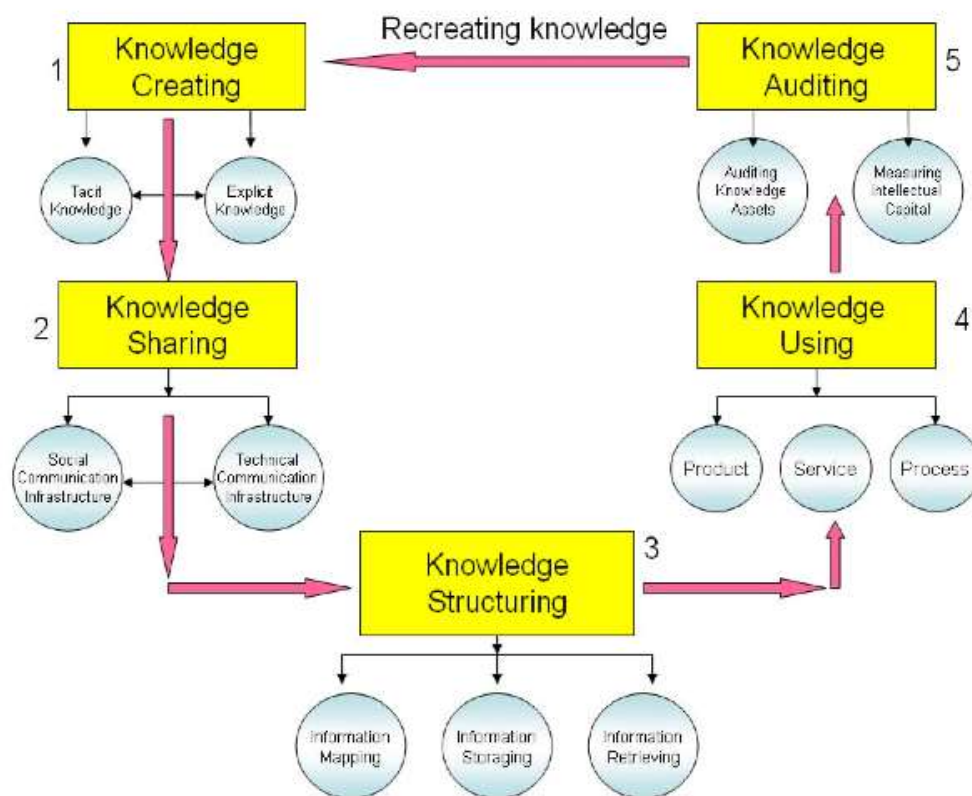 Recreating knowledge
1
Knowledge
Creating
Tacit
Knowledge
Explicit
Knowledge
2
Knowledge
Sharing
Social
Communication
Infrastructure
Technical
Communication
Infrastructure
3
Knowledge
Structuring
Information
Mapping
Information
Storaging
Information
Retrieving
4
Knowledge
Using
Product
Service
Process
5
Knowledge
Auditing
Auditing
Knowledge
Assets
Measuring
Intellectual
Capital